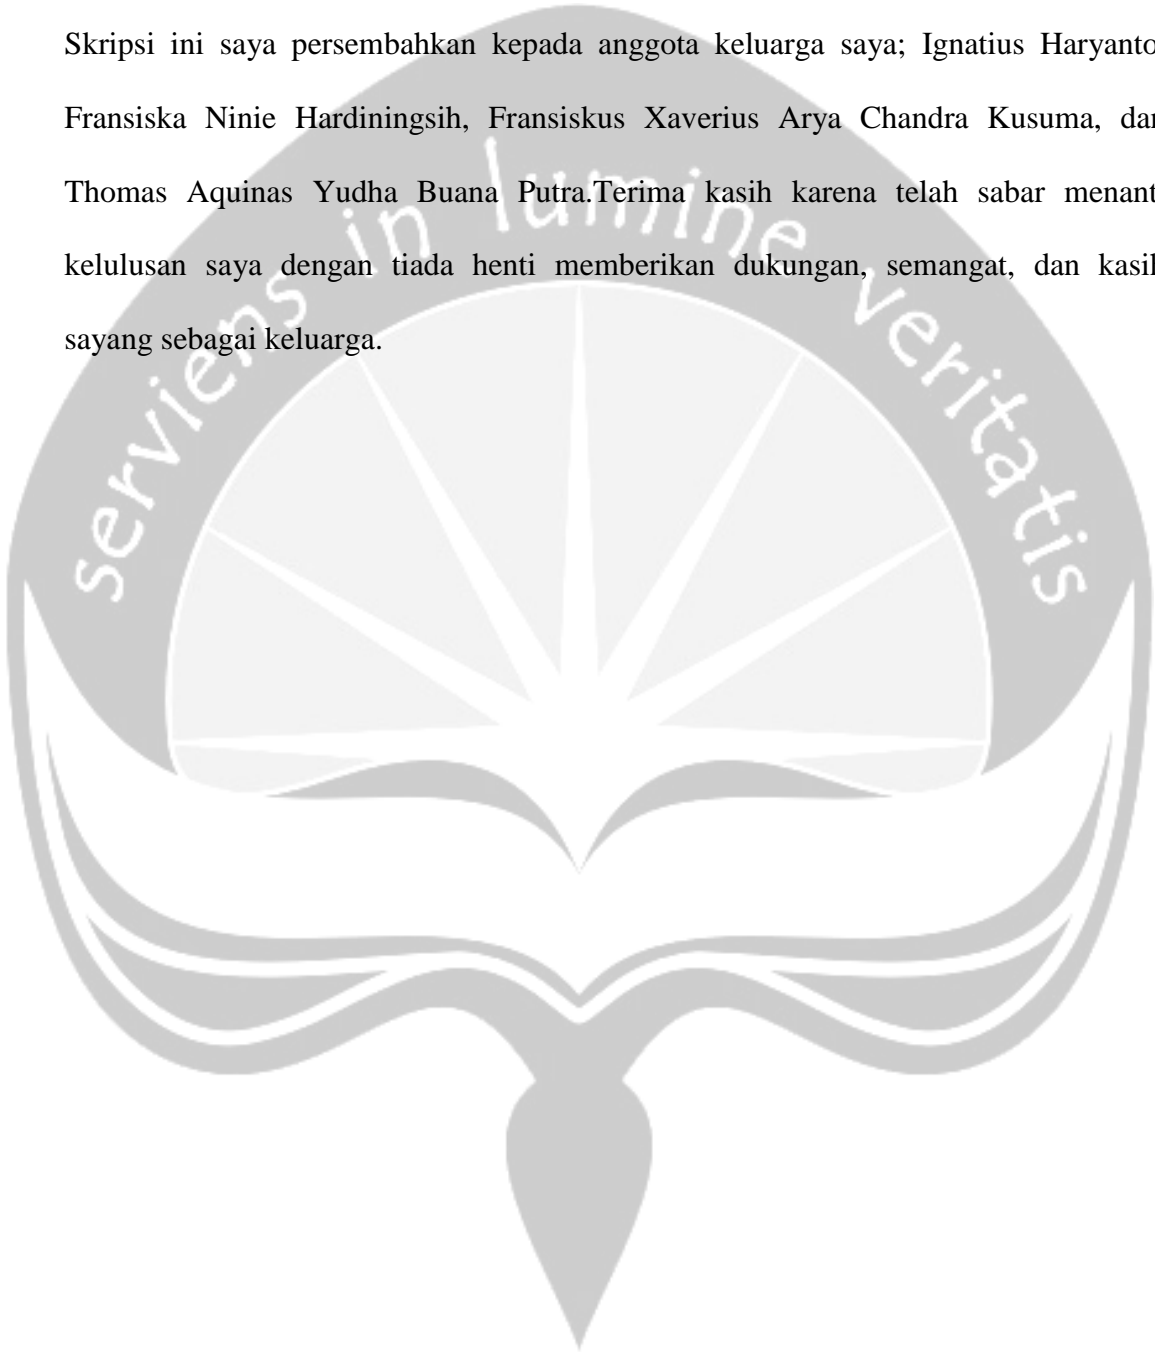 Skripsi ini saya persembahkan kepada anggota keluarga saya; Ignatius Haryanto
Fransiska Ninie Hardiningsih, Fransiskus Xaverius Arya Chandra Kusuma, dan
Thomas Aquinas Yudha Buana Putra.Terima kasih karena telah sabar menant
kelulusan saya dengan tiada henti memberikan dukungan, semangat, dan kasih
sayang sebagai keluarga.
serviens in lumine veritatis